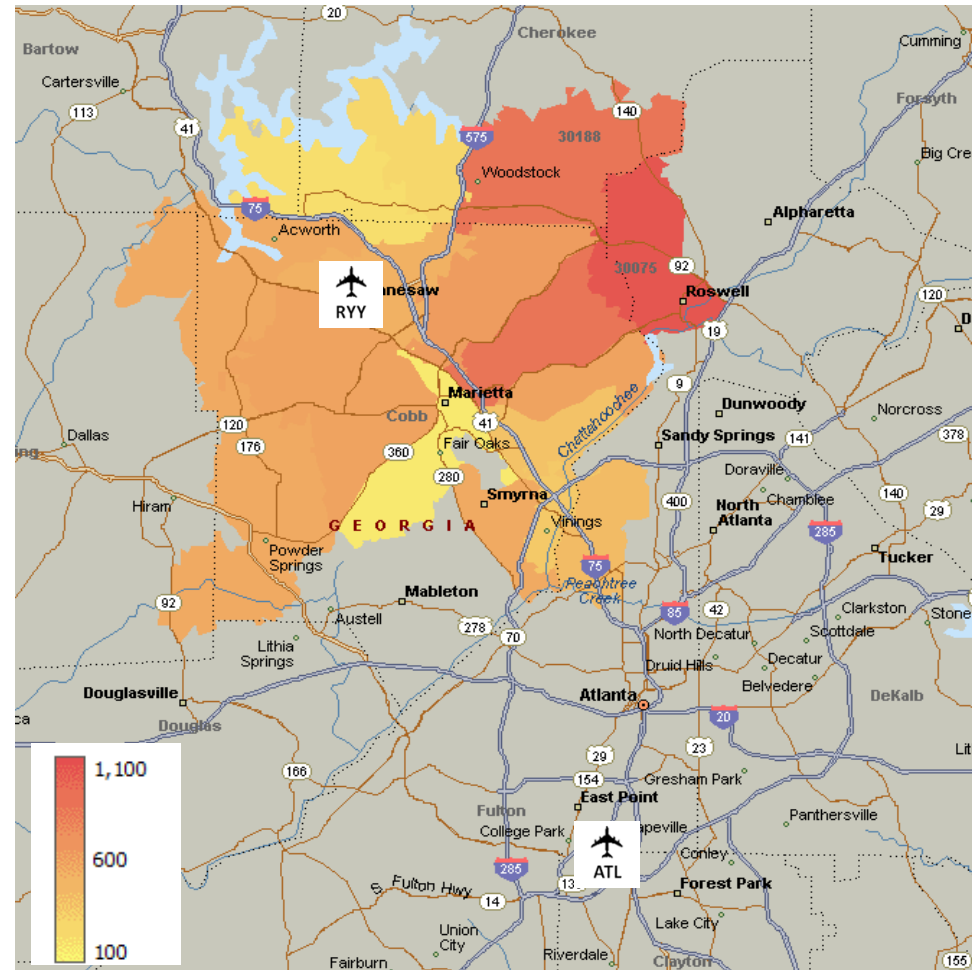 20
Cherokee
Cumming
Bartow
Cartersville
113
41
575
30188
140
Forsyth
Big Cre
Woodstock
75
Acworth
Alpharetta
30075
92
RYY
nnesaw
Roswell
120
19
D
Marietta
9
Cobb
41
Dunwoody
Norcross
Chattahoochee
120
176
360
Fair Oaks
Sandy Springs
141
378
Dallas
ing
280
Doraville
Smyrna
Chamblee
140
400
North
Atlanta
29
Hiram
GEORGIA
Vinings
285
Powder
Springs
75
Tucker
Peachtree
Creek
92
Mableton
85
42
Clarkston
Stone
Austell
278
70
North Decatur
Scottdale
Lithia
Springs
Druid Hills
Decatur
Belvedere
Douglasville
Atlanta
DeKalb
ca
Douglas
20
29
23
Lit
166
154
Gresham Park
1,100
East Point
Fulton
Panthersville
College Park
apeville
600
ATL
Conley
285
13
S Fulton Hwy
14
Forest Park
Lake City
100
Union
City
Riverdale
Fairburn
Clayton
155